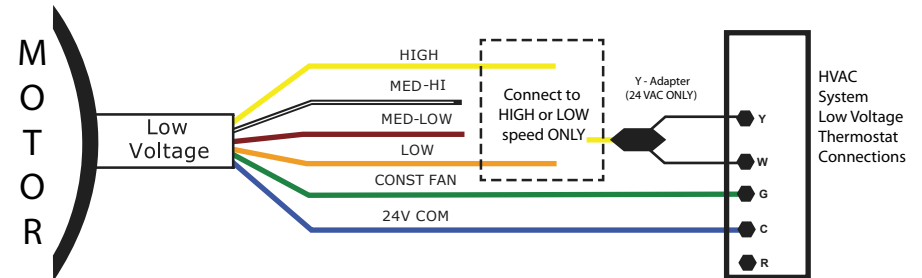 MOTOR
Low
Voltage
HIGH
MED-HI
MED-LOW
LOW
CONST FAN
24V COM
Connect to
HIGH or LOW
speed ONLY
Y - Adapter
(24 VAC ONLY)
Y
W
G
C
R
HVAC
System
Low Voltage
Thermostat
Connections